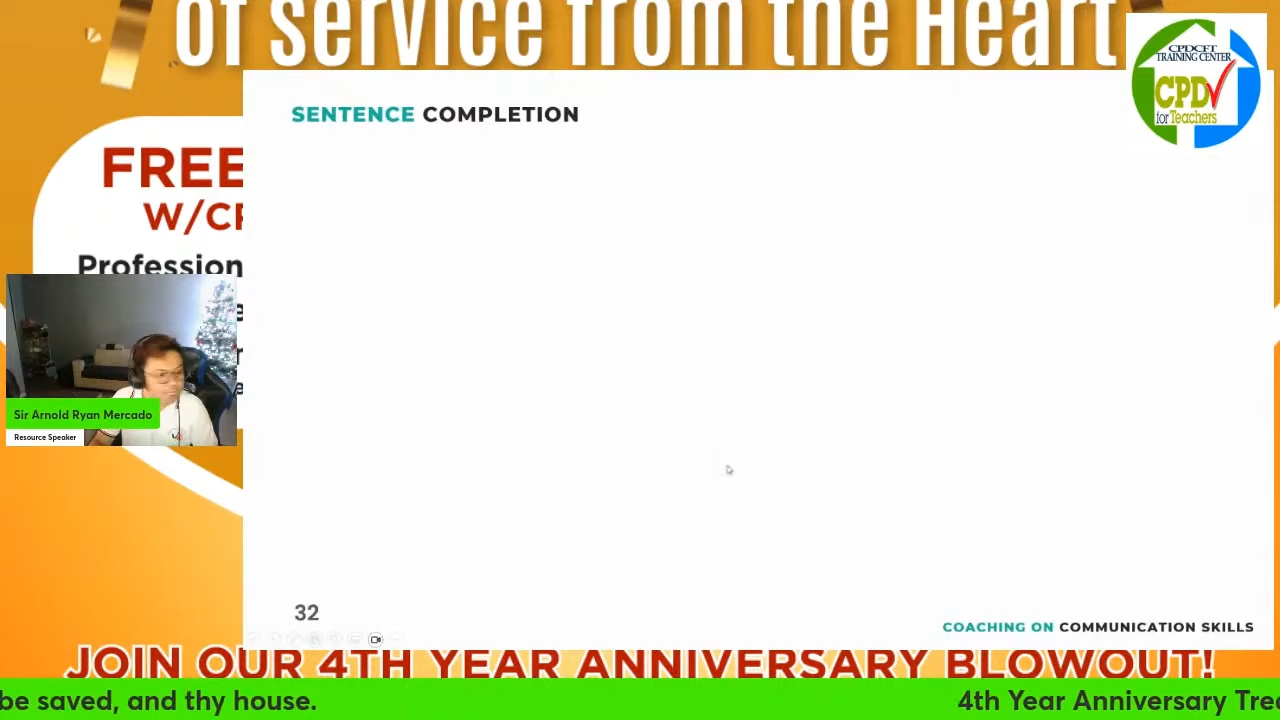 of service from the Heart
CPDCFT
TRAINING CENTER
CPD
for Teachers
SENTENCE COMPLETION
FREE
Profession
Sir Arnold Ryan Mercado
Resource Speaker
32
COACHING ON COMMUNICATION SKILLS
JOIN OUR 4TH YEAR ANNIVERSARY BLOWOUT!
be saved, and thy house.
4th Year Anniversary